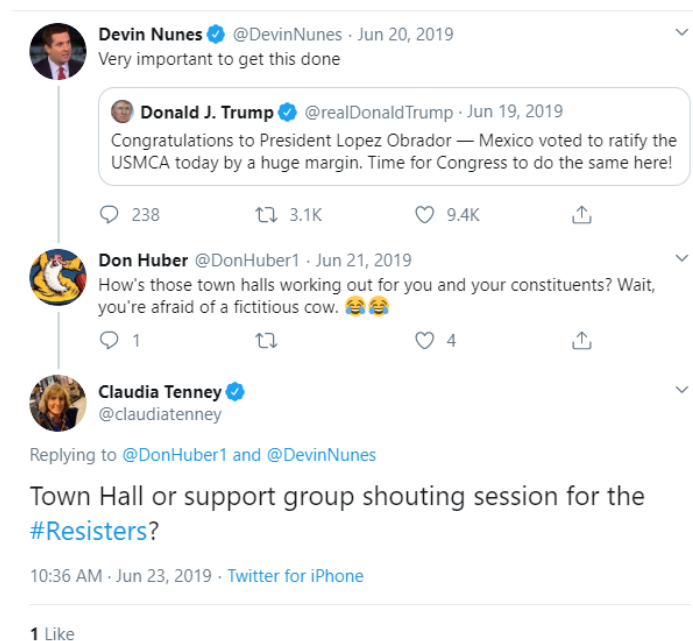 Devin Nunes @DevinNunes · Jun 20, 2019
Very important to get this done
Donald J. Trump @realDonaldTrump · Jun 19, 2019
Congratulations to President Lopez Obrador — Mexico voted to ratify the
USMCA today by a huge margin. Time for Congress to do the same here!
238 3.1K 9.4K
Don Huber @DonHuber1 · Jun 21, 2019
How's those town halls working out for you and your constituents? Wait,
you're afraid of a fictitious cow. 😂😂
1 4
Claudia Tenney
@claudiatenney
Replying to @DonHuber1 and @DevinNunes
Town Hall or support group shouting session for the
#Resisters?
10:36 AM · Jun 23, 2019 · Twitter for iPhone
1 Like